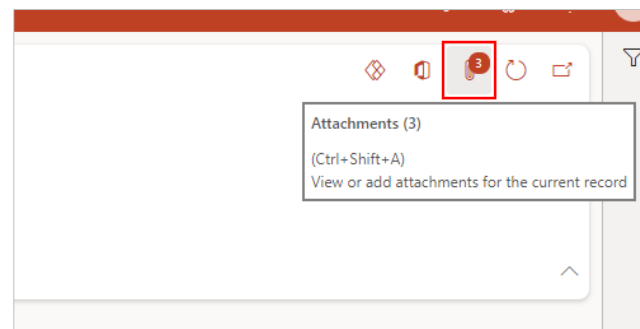 3
Attachments (3)
(Ctrl+Shift+A)
View or add attachments for the current record